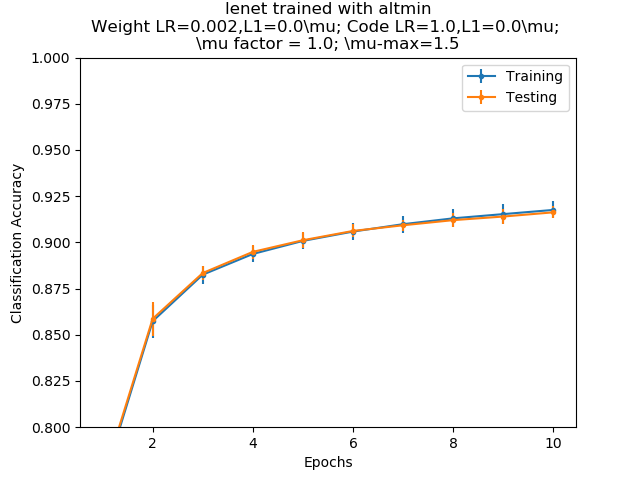 lenet trained with altmin
Weight LR=0.002,L1=0.0\mu; Code LR=1.0,L1=0.0\mu;
\mu factor = 1.0; \mu-max=1.5
Training
Testing
1.000
0.975
0.950
0.925
0.900
0.875
0.850
0.825
0.800
Classification Accuracy
2 4 6 8 10
Epochs